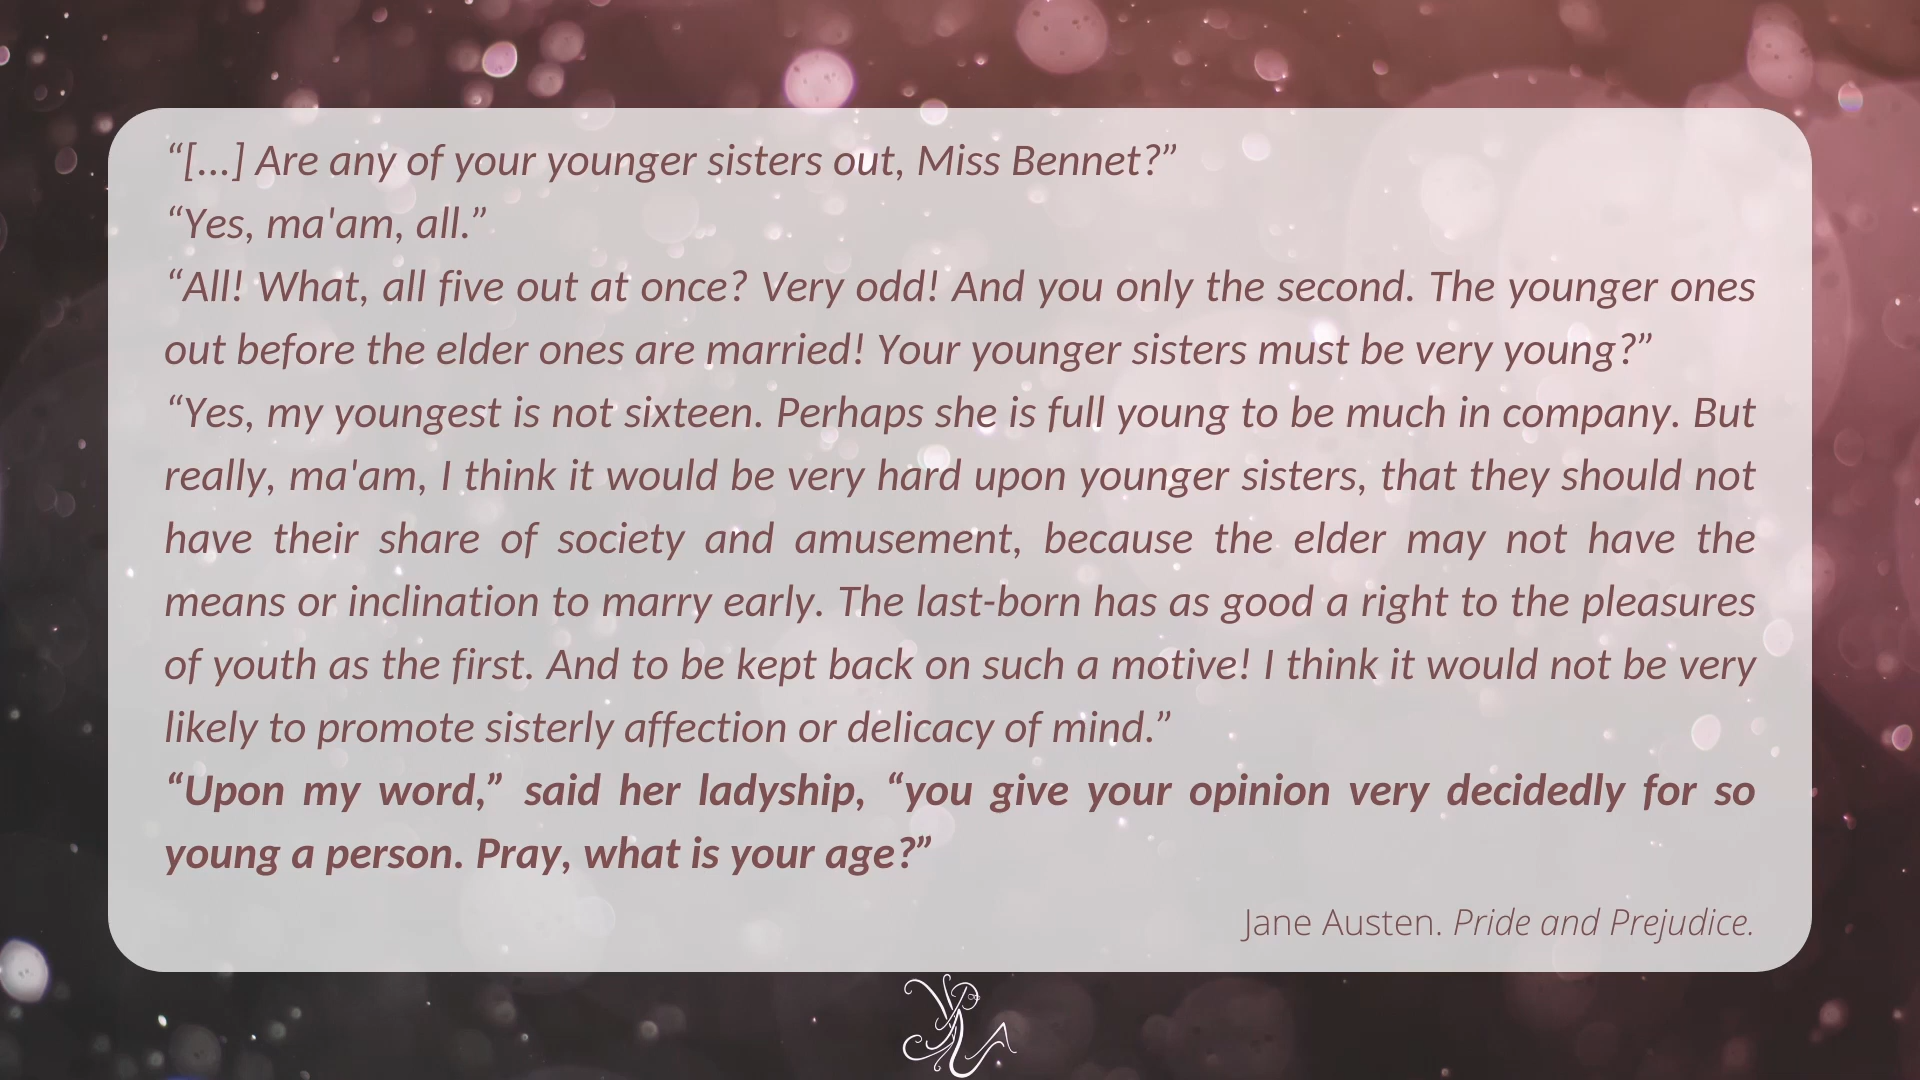 “[...] Are any of your younger sisters out, Miss Bennet?”
“Yes, ma'am, all.”
“All! What, all five out at once? Very odd! And you only the second. The younger ones
out before the elder ones are married! Your younger sisters must be very young?”
“Yes, my youngest is not sixteen. Perhaps she is full young to be much in company. But
really, ma'am, I think it would be very hard upon younger sisters, that they should not
have their share of society and amusement, because the elder may not have the
means or inclination to marry early. The last-born has as good a right to the pleasures
of youth as the first. And to be kept back on such a motive! I think it would not be very
likely to promote sisterly affection or delicacy of mind.”
“Upon my word,” said her ladyship, “you give your opinion very decidedly for so
young a person. Pray, what is your age?”
Jane Austen. Pride and Prejudice.